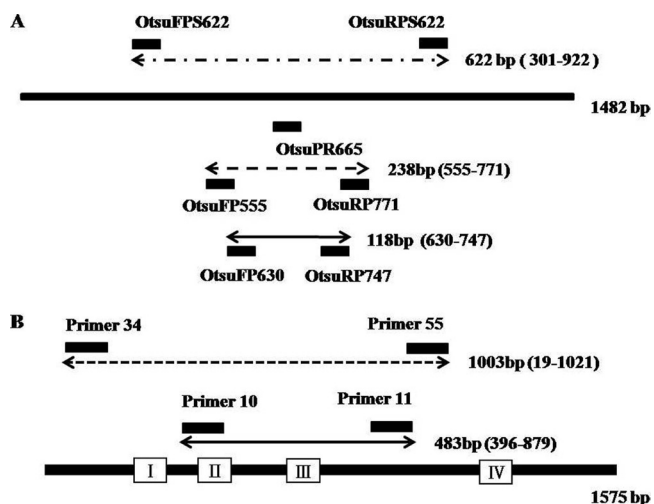 A
OtsuFPS622 OtsuRPS622
622 bp ( 301-922 )
1482 bp
OtsuPR665
238bp (555-771)
OtsuFP555 OtsuRP771
118bp (630-747)
OtsuFP630 OtsuRP747
B
Primer 34 Primer 55
1003bp (19-1021)
Primer 10 Primer 11
483bp (396-879)
I II III IV
1575 bp